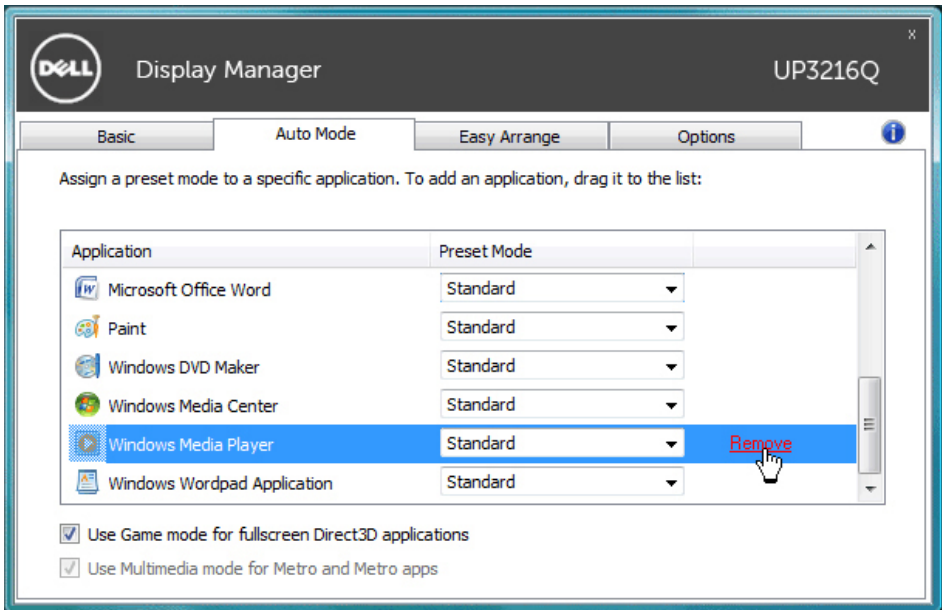 DELL Display Manager UP3216Q x
Basic Auto Mode Easy Arrange Options i
Assign a preset mode to a specific application. To add an application, drag it to the list:
Application Preset Mode
Microsoft Office Word Standard
Paint Standard
Windows DVD Maker Standard
Windows Media Center Standard
Windows Media Player Standard Remove
Windows Wordpad Application Standard
Use Game mode for fullscreen Direct3D applications
Use Multimedia mode for Metro and Metro apps